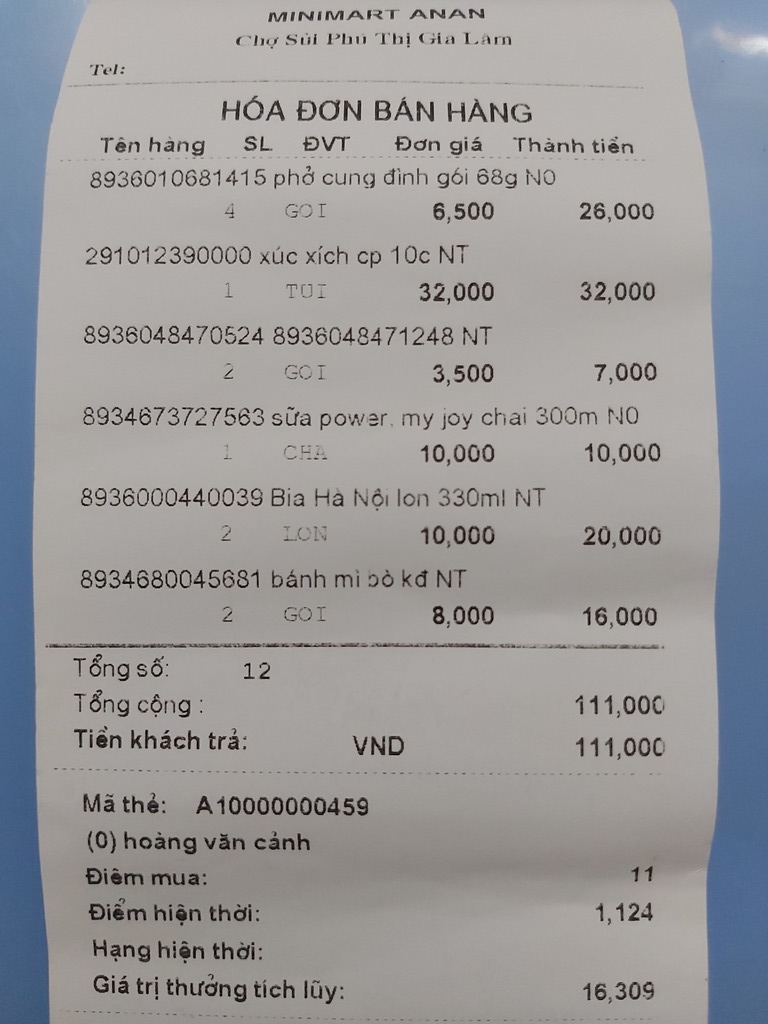 MINIMART ANAN
Chợ Sủi Phú Thị Gia Lâm
Tel:
HÓA ĐƠN BÁN HÀNG
Tên hàng SL ĐVT Đơn giá Thành tiền
8936010681415 phở cung đình gói 68g N0
4 GOI 6,500 26,000
291012390000 xúc xích cp 10c NT
1 TUI 32,000 32,000
8936048470524 8936048471248 NT
2 GOI 3,500 7,000
8934673727563 sữa power, my joy chai 300m N0
1 CHA 10,000 10,000
8936000440039 Bia Hà Nội lon 330ml NT
2 LON 10,000 20,000
8934680045681 bánh mì bò kđ NT
2 GOI 8,000 16,000
Tổng số: 12
Tổng cộng : 111,000
Tiền khách trả: VND 111,000
Mã thẻ: A10000000459
(0) hoàng văn cảnh
Điểm mua: 11
Điểm hiện thời: 1,124
Hạng hiện thời:
Giá trị thưởng tích lũy: 16,309